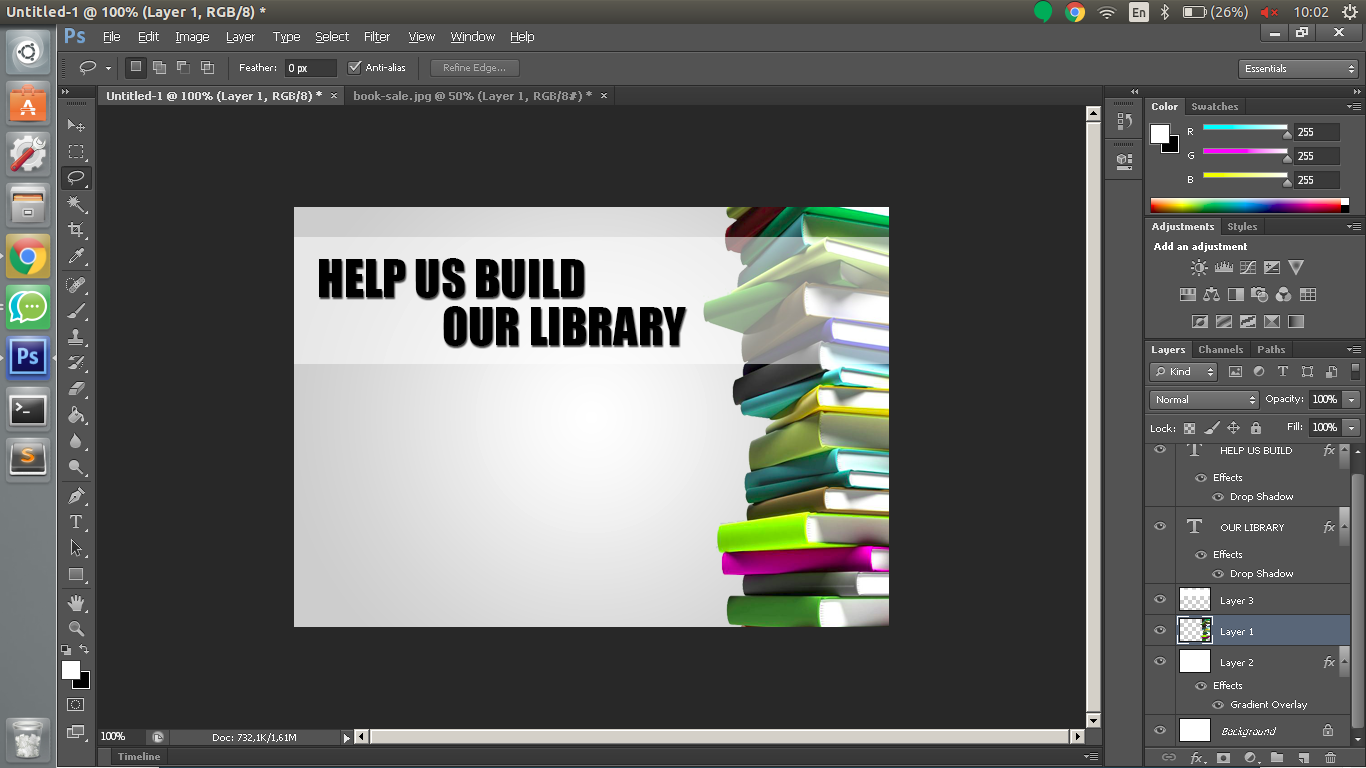 Untitled-1 @ 100% (Layer 1, RGB/8) *
En
(26%)
10:02
Ps
File Edit Image Layer Type Select Filter View Window Help
Feather: 0 px
Anti-alias
Refine Edge...
Essentials
Untitled-1 @ 100% (Layer 1, RGB/8) * ×
book-sale.jpg @ 50% (Layer 1, RGB/8#) * ×
HELP US BUILD
OUR LIBRARY
Color Swatches
R 255
G 255
B 255
Adjustments Styles
Add an adjustment
Layers Channels Paths
Kind
Normal Opacity: 100%
Lock: Fill: 100%
T HELP US BUILD fx
Effects
Drop Shadow
T OUR LIBRARY fx
Effects
Drop Shadow
Layer 3
Layer 1
Layer 2 fx
Effects
Gradient Overlay
Background
fx.
Ps
S
T
100%
Doc: 732,1K/1,61M
Timeline